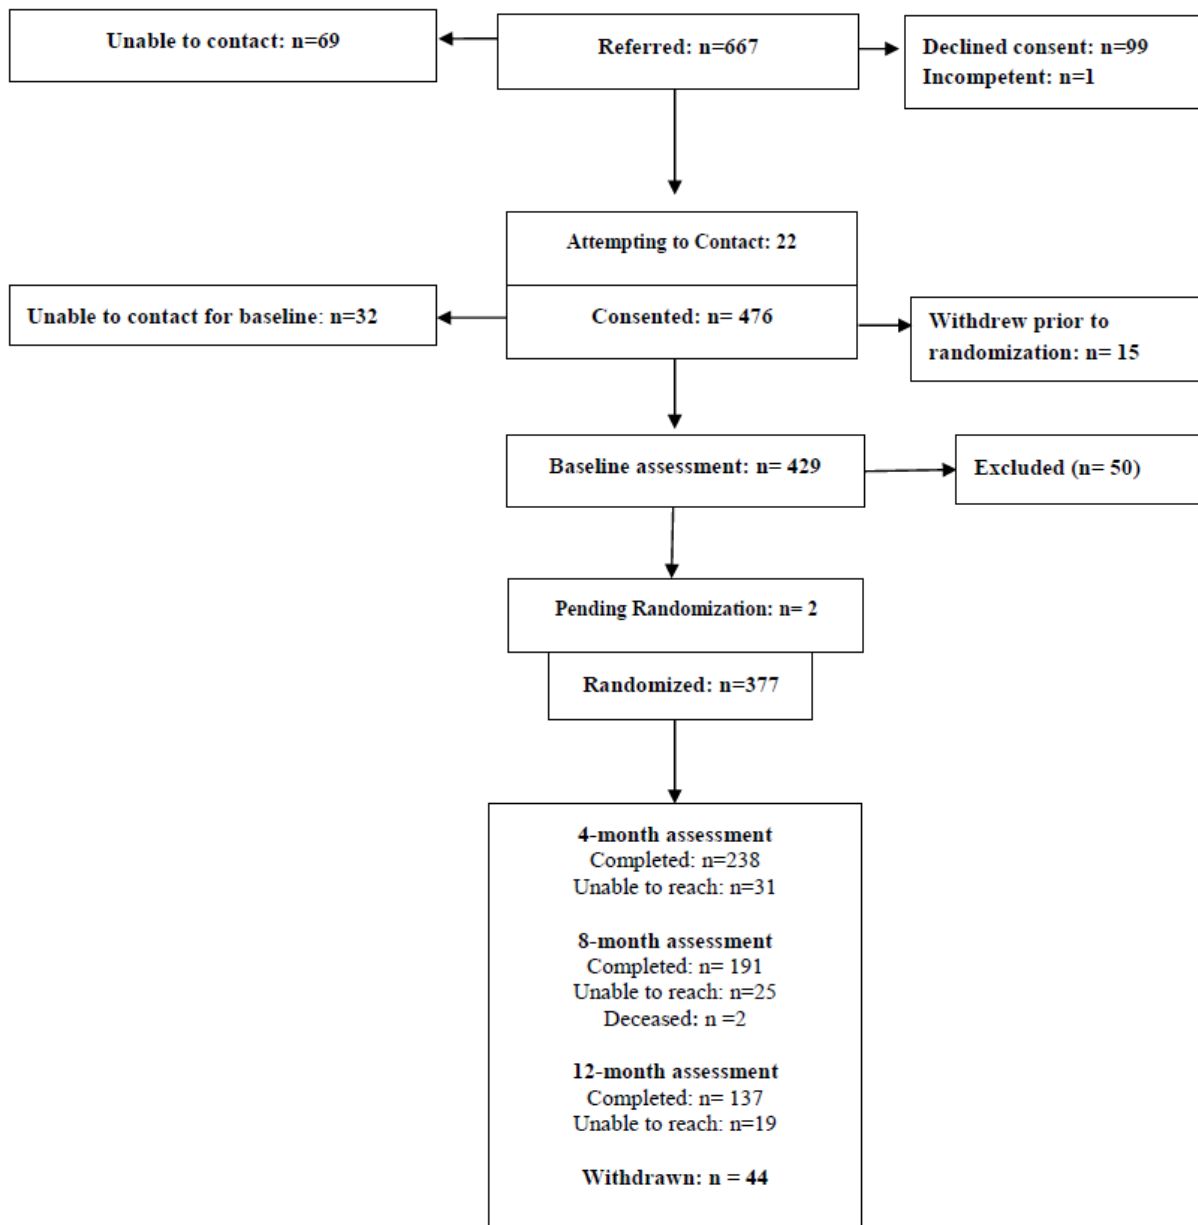 Unable to contact: n=69
Referred: n=667
Declined consent: n=99
Incompetent: n=1
Attempting to Contact: 22
Unable to contact for baseline: n=32
Consented: n= 476
Withdrew prior to
randomization: n= 15
Baseline assessment: n= 429
Excluded (n= 50)
Pending Randomization: n= 2
Randomized: n=377
4-month assessment
Completed: n=238
Unable to reach: n=31
8-month assessment
Completed: n= 191
Unable to reach: n=25
Deceased: n =2
12-month assessment
Completed: n= 137
Unable to reach: n=19
Withdrawn: n = 44